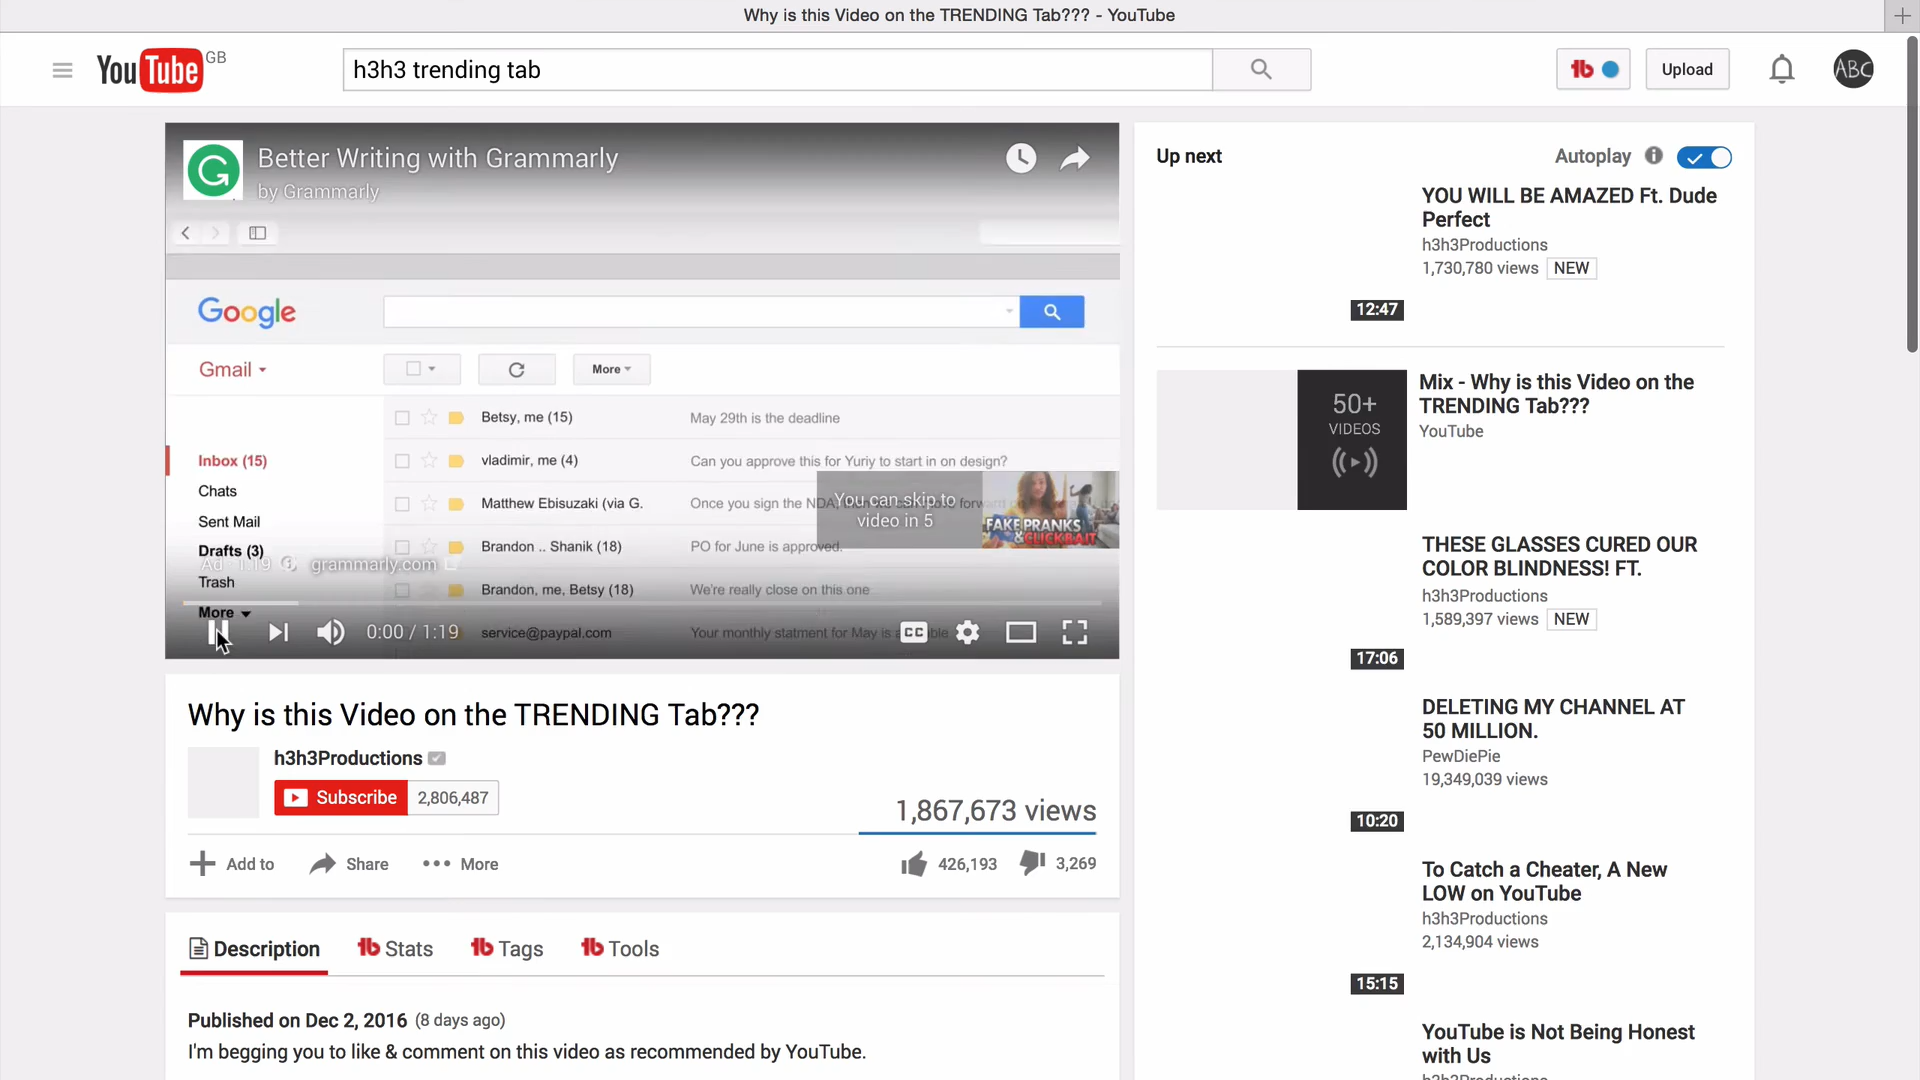 Why is this Video on the TRENDING Tab??? - YouTube
YouTube GB
h3h3 trending tab
Upload
ABC
Better Writing with Grammarly
by Grammarly
Google
Gmail
More
Betsy, me (15) May 29th is the deadline
Inbox (15)
vladimir, me (4) Can you approve this for Yuriy to start in on design?
Chats
Matthew Ebisuzaki (via G. Once you sign the NDA,
You can skip to
video in 5
FAKE PRANKS
& CLICKBAIT
Sent Mail
Drafts (3)
Brandon .. Shanik (18) PO for June is approved.
Ad · 1:19 grammarly.com
Trash
Brandon, me, Betsy (18) We're really close on this one
More
0:00 / 1:19
service@paypal.com Your monthly statment for May is
CC
Why is this Video on the TRENDING Tab???
h3h3Productions
Subscribe 2,806,487
1,867,673 views
Add to Share More
426,193 3,269
Description tb Stats tb Tags tb Tools
Published on Dec 2, 2016 (8 days ago)
I'm begging you to like & comment on this video as recommended by YouTube.
Up next Autoplay
YOU WILL BE AMAZED Ft. Dude
Perfect
h3h3Productions
1,730,780 views NEW
12:47
50+
VIDEOS
Mix - Why is this Video on the
TRENDING Tab???
YouTube
THESE GLASSES CURED OUR
COLOR BLINDNESS! FT.
h3h3Productions
1,589,397 views NEW
17:06
DELETING MY CHANNEL AT
50 MILLION.
PewDiePie
19,349,039 views
10:20
To Catch a Cheater, A New
LOW on YouTube
h3h3Productions
2,134,904 views
15:15
YouTube is Not Being Honest
with Us
h3h3Productions